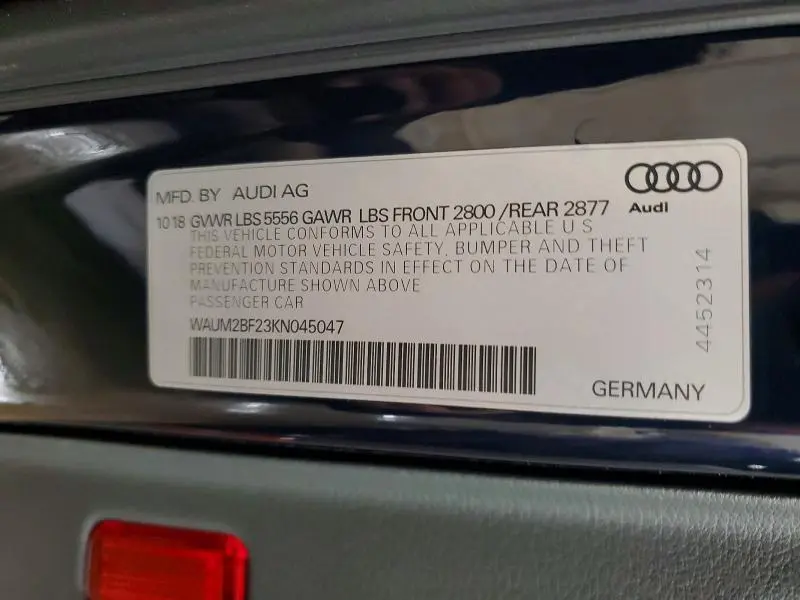 MFD. BY AUDI AG
Audi
10 18 GVWR LBS 5556 GAWR LBS FRONT 2800 /REAR 2877
THIS VEHICLE CONFORMS TO ALL APPLICABLE U S
FEDERAL MOTOR VEHICLE SAFETY, BUMPER AND THEFT
PREVENTION STANDARDS IN EFFECT ON THE DATE OF
MANUFACTURE SHOWN ABOVE
PASSENGER CAR
WAUM2BF23KN045047
GERMANY
4452314